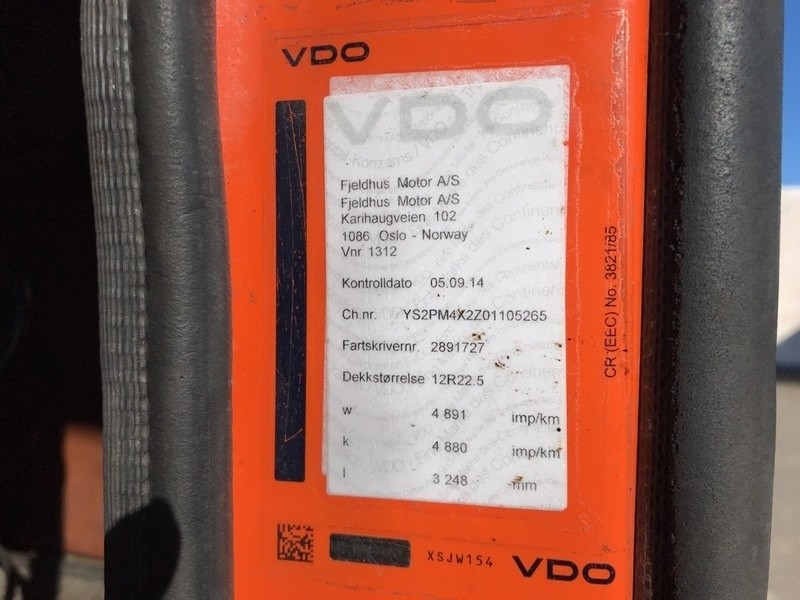 VDO
VDO
Fjeldhus Motor A/S
Fjeldhus Motor A/S
Karihaugveien 102
1086 Oslo - Norway
Vnr 1312
Kontrolldato 05.09.14
Ch.nr. YS2PM4X2Z01105265
Fartskrivernr. 2891727
Dekkstørrelse 12R22.5
w 4 891 imp/km
k 4 880 imp/km
l 3 248 mm
CR (EEC) No. 3821/85
XSJW154 VDO